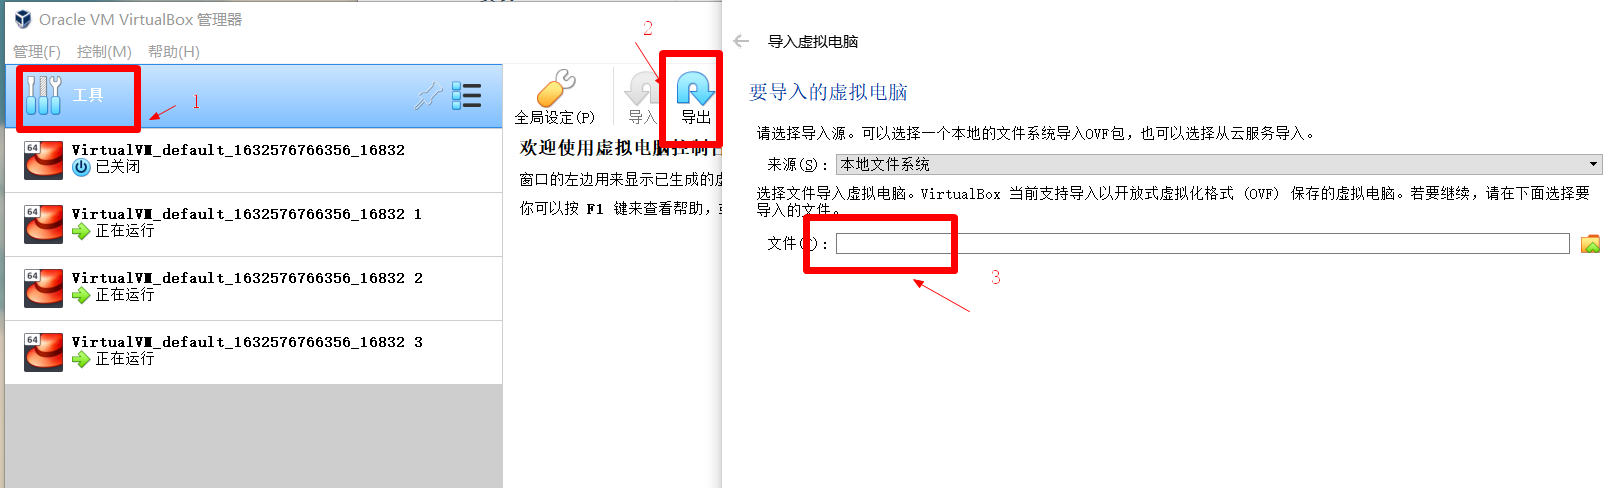 Oracle VM VirtualBox 管理器
管理(F) 控制(M) 帮助(H)
工具
1
VirtualVM_default_1632576766356_16832
已关闭
VirtualVM_default_1632576766356_16832 1
正在运行
VirtualVM_default_1632576766356_16832 2
正在运行
VirtualVM_default_1632576766356_16832 3
正在运行
2
全局设定(P) 导入 导出
欢迎使用虚拟电脑控制
窗口的左边用来显示已生成的虚
你可以按 F1 键来查看帮助，
导入虚拟电脑
要导入的虚拟电脑
请选择导入源。可以选择一个本地的文件系统导入OVF包，也可以选择从云服务导入。
来源(S)： 本地文件系统
选择文件导入虚拟电脑。VirtualBox 当前支持导入以开放式虚拟化格式 (OVF) 保存的虚拟电脑。若要继续，请在下面选择要
导入的文件。
文件( )：
3
64
64
64
64